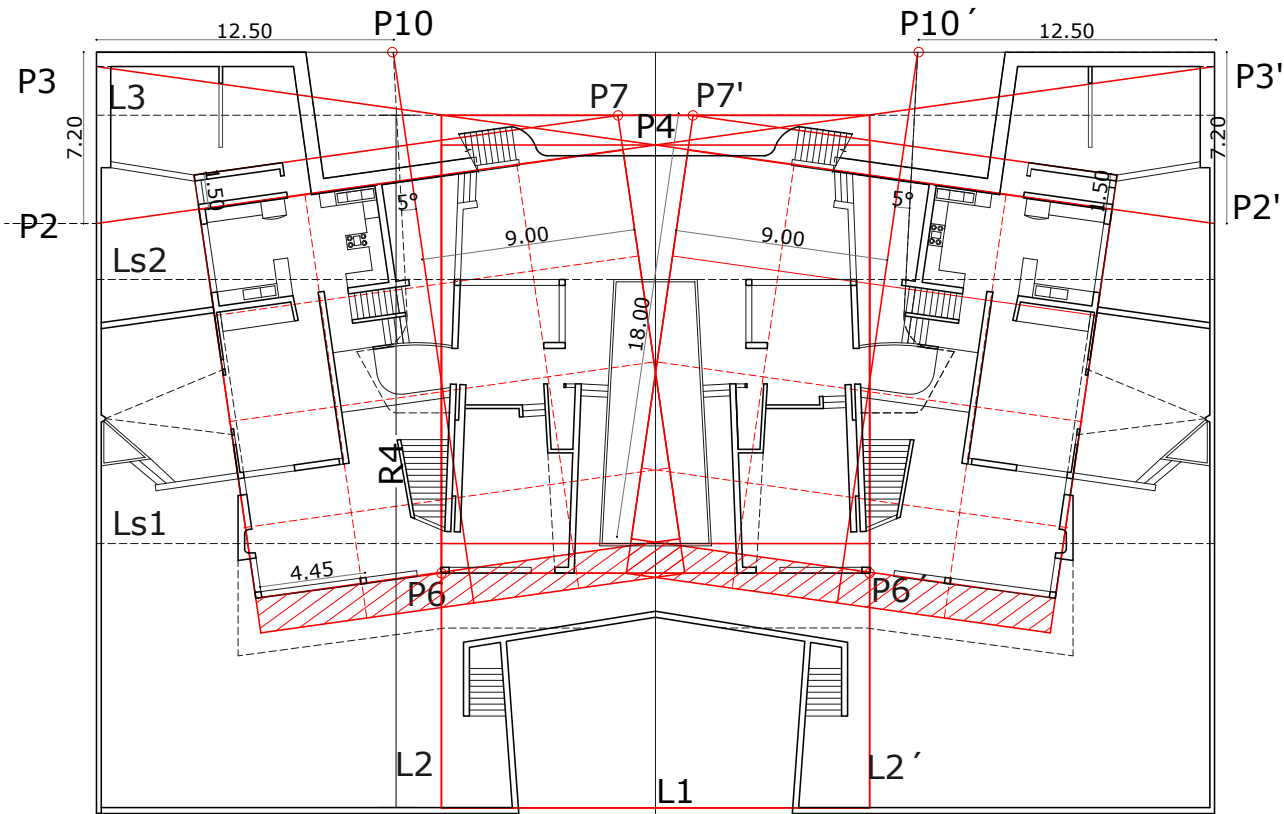 P10 P10´
12.50 12.50
P3 P3'
L3 P7 P7'
P4
7.20 7.20
1.50 1.50
5° 5°
P2 P2'
9.00 9.00
Ls2
18.00
R4
Ls1
4.45
P6 P6´
L2 L2´
L1